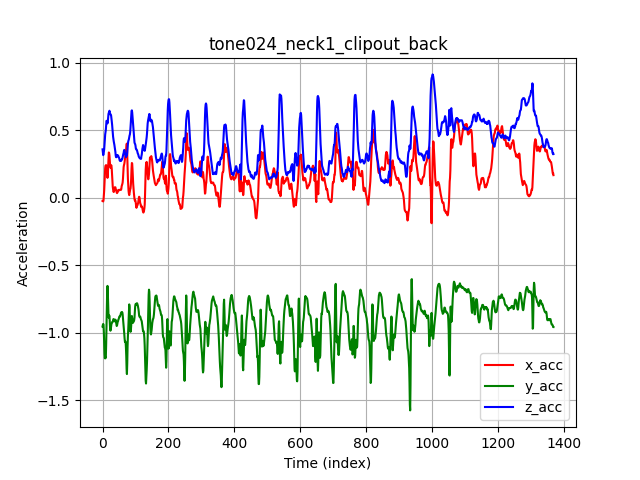 tone024_neck1_clipout_back
1.0
0.5
0.0
−0.5
−1.0
−1.5
Acceleration
0 200 400 600 800 1000 1200 1400
Time (index)
x_acc
y_acc
z_acc